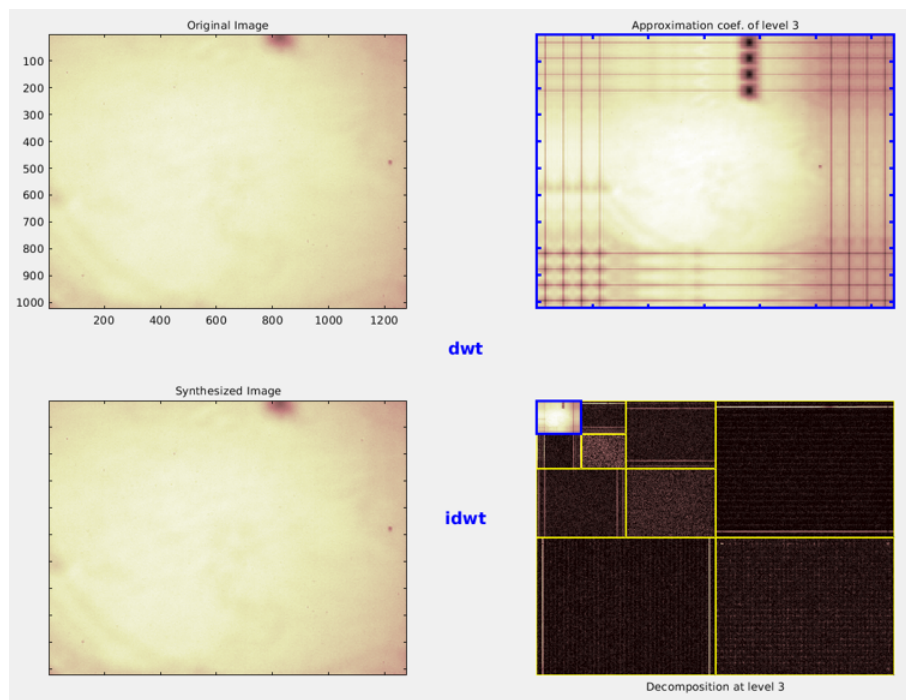 Original Image
Approximation coef. of level 3
100
200
300
400
500
600
700
800
900
1000
200
400
600
800
1000
1200
dwt
Synthesized Image
idwt
Decomposition at level 3